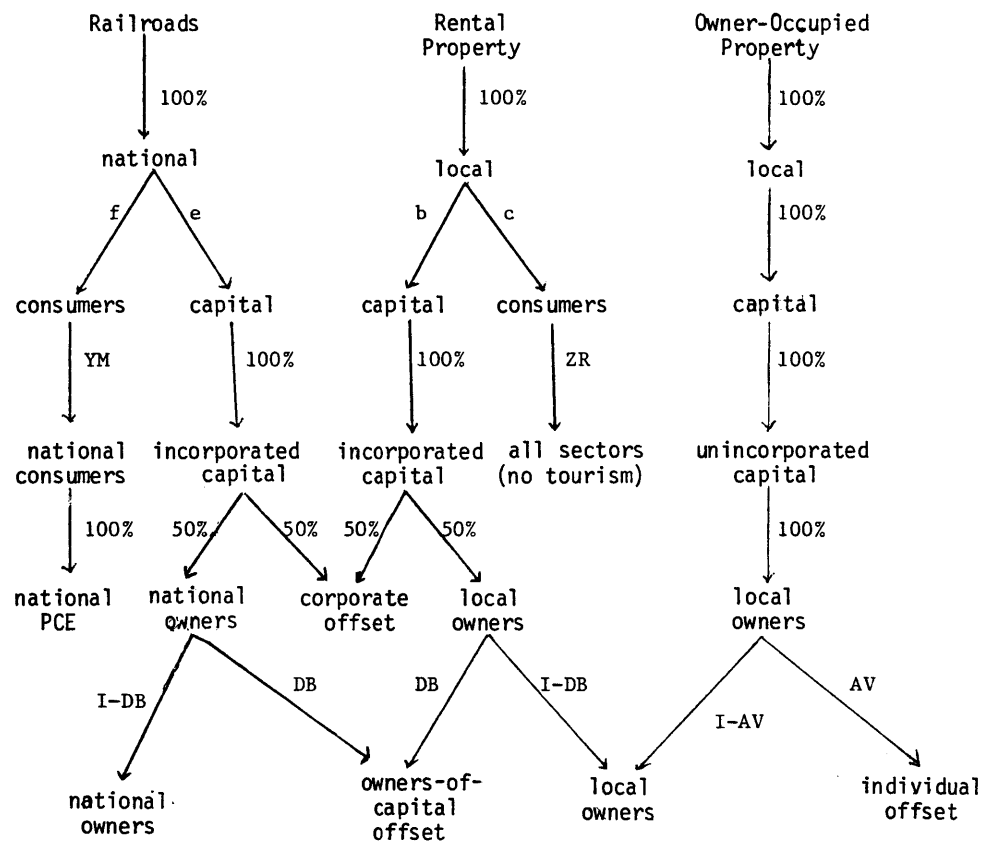 Railroads
Rental
Property
Owner-Occupied
Property
100%
100%
100%
national
local
local
f
e
b
c
100%
consumers
capital
capital
consumers
capital
YM
100%
100%
ZR
100%
national
consumers
incorporated
capital
incorporated
capital
all sectors
(no tourism)
unincorporated
capital
100%
50%
50%
50%
50%
100%
national
PCE
national
owners
corporate
offset
local
owners
local
owners
I-DB
DB
DB
I-DB
I-AV
AV
national
owners
owners-of-
capital
offset
local
owners
individual
offset